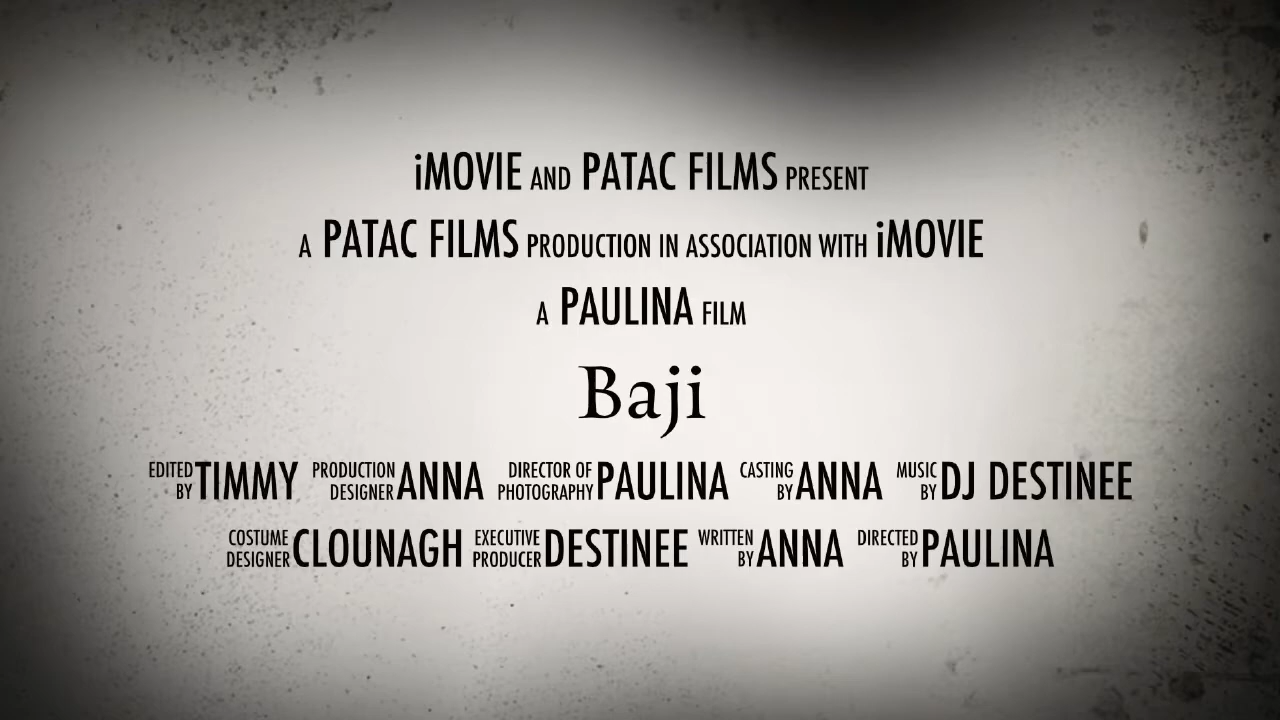 iMOVIE AND PATAC FILMS PRESENT
A PATAC FILMS PRODUCTION IN ASSOCIATION WITH iMOVIE
A PAULINA FILM
Baji
EDITED BY TIMMY PRODUCTION DESIGNER ANNA DIRECTOR OF PHOTOGRAPHY PAULINA CASTING BY ANNA MUSIC BY DJ DESTINEE
COSTUME DESIGNER CLOUNAGH EXECUTIVE PRODUCER DESTINEE WRITTEN BY ANNA DIRECTED BY PAULINA